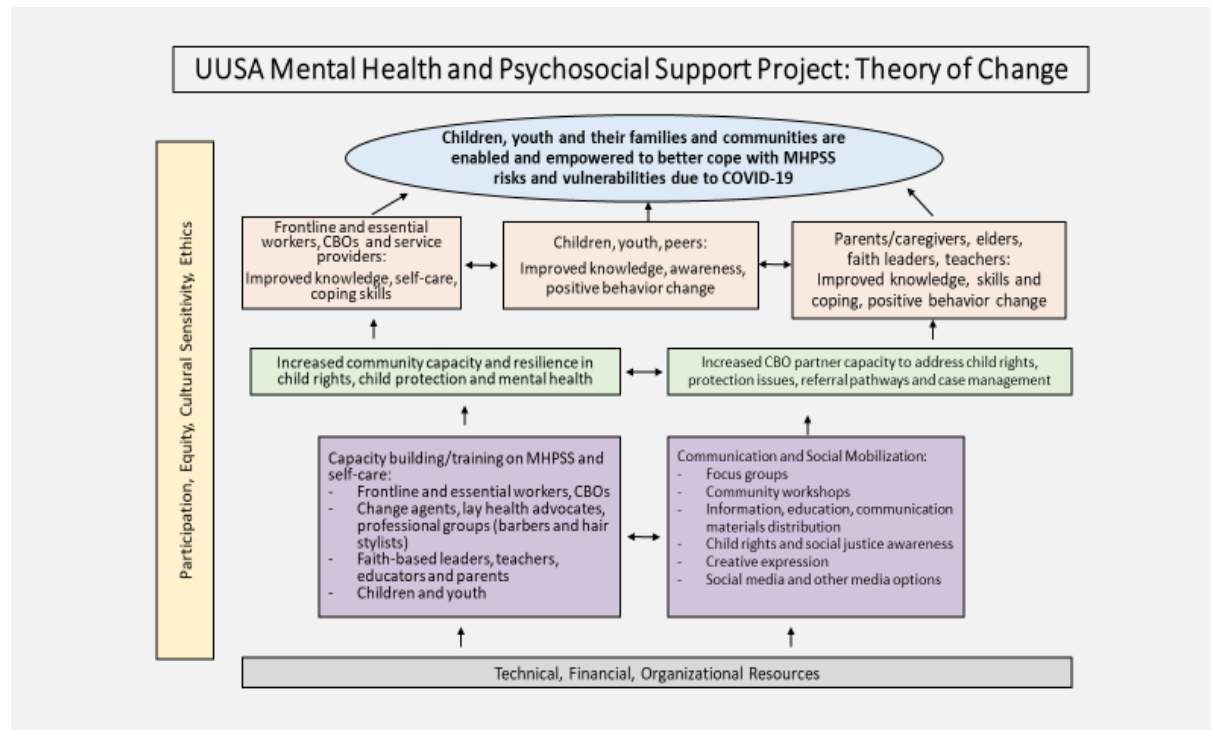 UUSA Mental Health and Psychosocial Support Project: Theory of Change
Participation, Equity, Cultural Sensitivity, Ethics
Children, youth and their families and communities are
enabled and empowered to better cope with MHPSS
risks and vulnerabilities due to COVID-19
Frontline and essential
workers, CBOs and service
providers:
Improved knowledge, self-care,
coping skills
Children, youth, peers:
Improved knowledge, awareness,
positive behavior change
Parents/caregivers, elders,
faith leaders, teachers:
Improved knowledge, skills and
coping, positive behavior change
Increased community capacity and resilience in
child rights, child protection and mental health
Increased CBO partner capacity to address child rights,
protection issues, referral pathways and case management
Capacity building/training on MHPSS and
self-care:
- Frontline and essential workers, CBOs
- Change agents, lay health advocates,
professional groups (barbers and hair
stylists)
- Faith-based leaders, teachers,
educators and parents
- Children and youth
Communication and Social Mobilization:
- Focus groups
- Community workshops
- Information, education, communication
materials distribution
- Child rights and social justice awareness
- Creative expression
- Social media and other media options
Technical, Financial, Organizational Resources